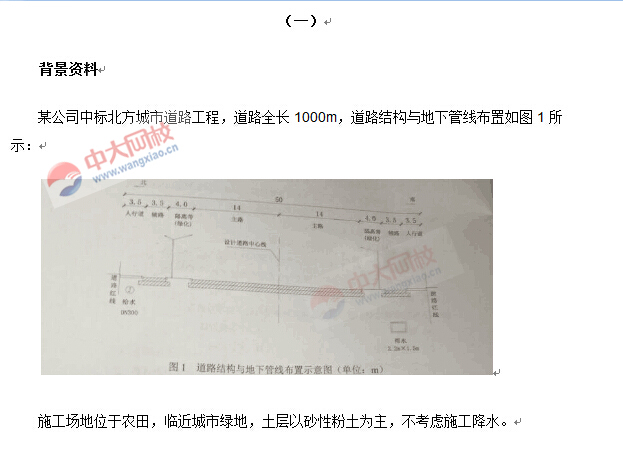 （一）
背景资料
某公司中标北方城市道路工程，道路全长 1000m，道路结构与地下管线布置如图 1 所
示：
中大网校
www.wangxiao.cn
50
3.5 3.5 4.0 14 14 4.0 3.5 3.5
人行道 辅路 隔离带 主路 主路 隔离带 辅路 人行道
(绿化) (绿化)
设计道路中心线
道路红线
道路红线
②
给水
DN200
雨水
中大网校
图1 道路结构与地下管线布置示意图(单位：m)
施工场地位于农田，临近城市绿地，土层以砂性粉土为主，不考虑施工降水。